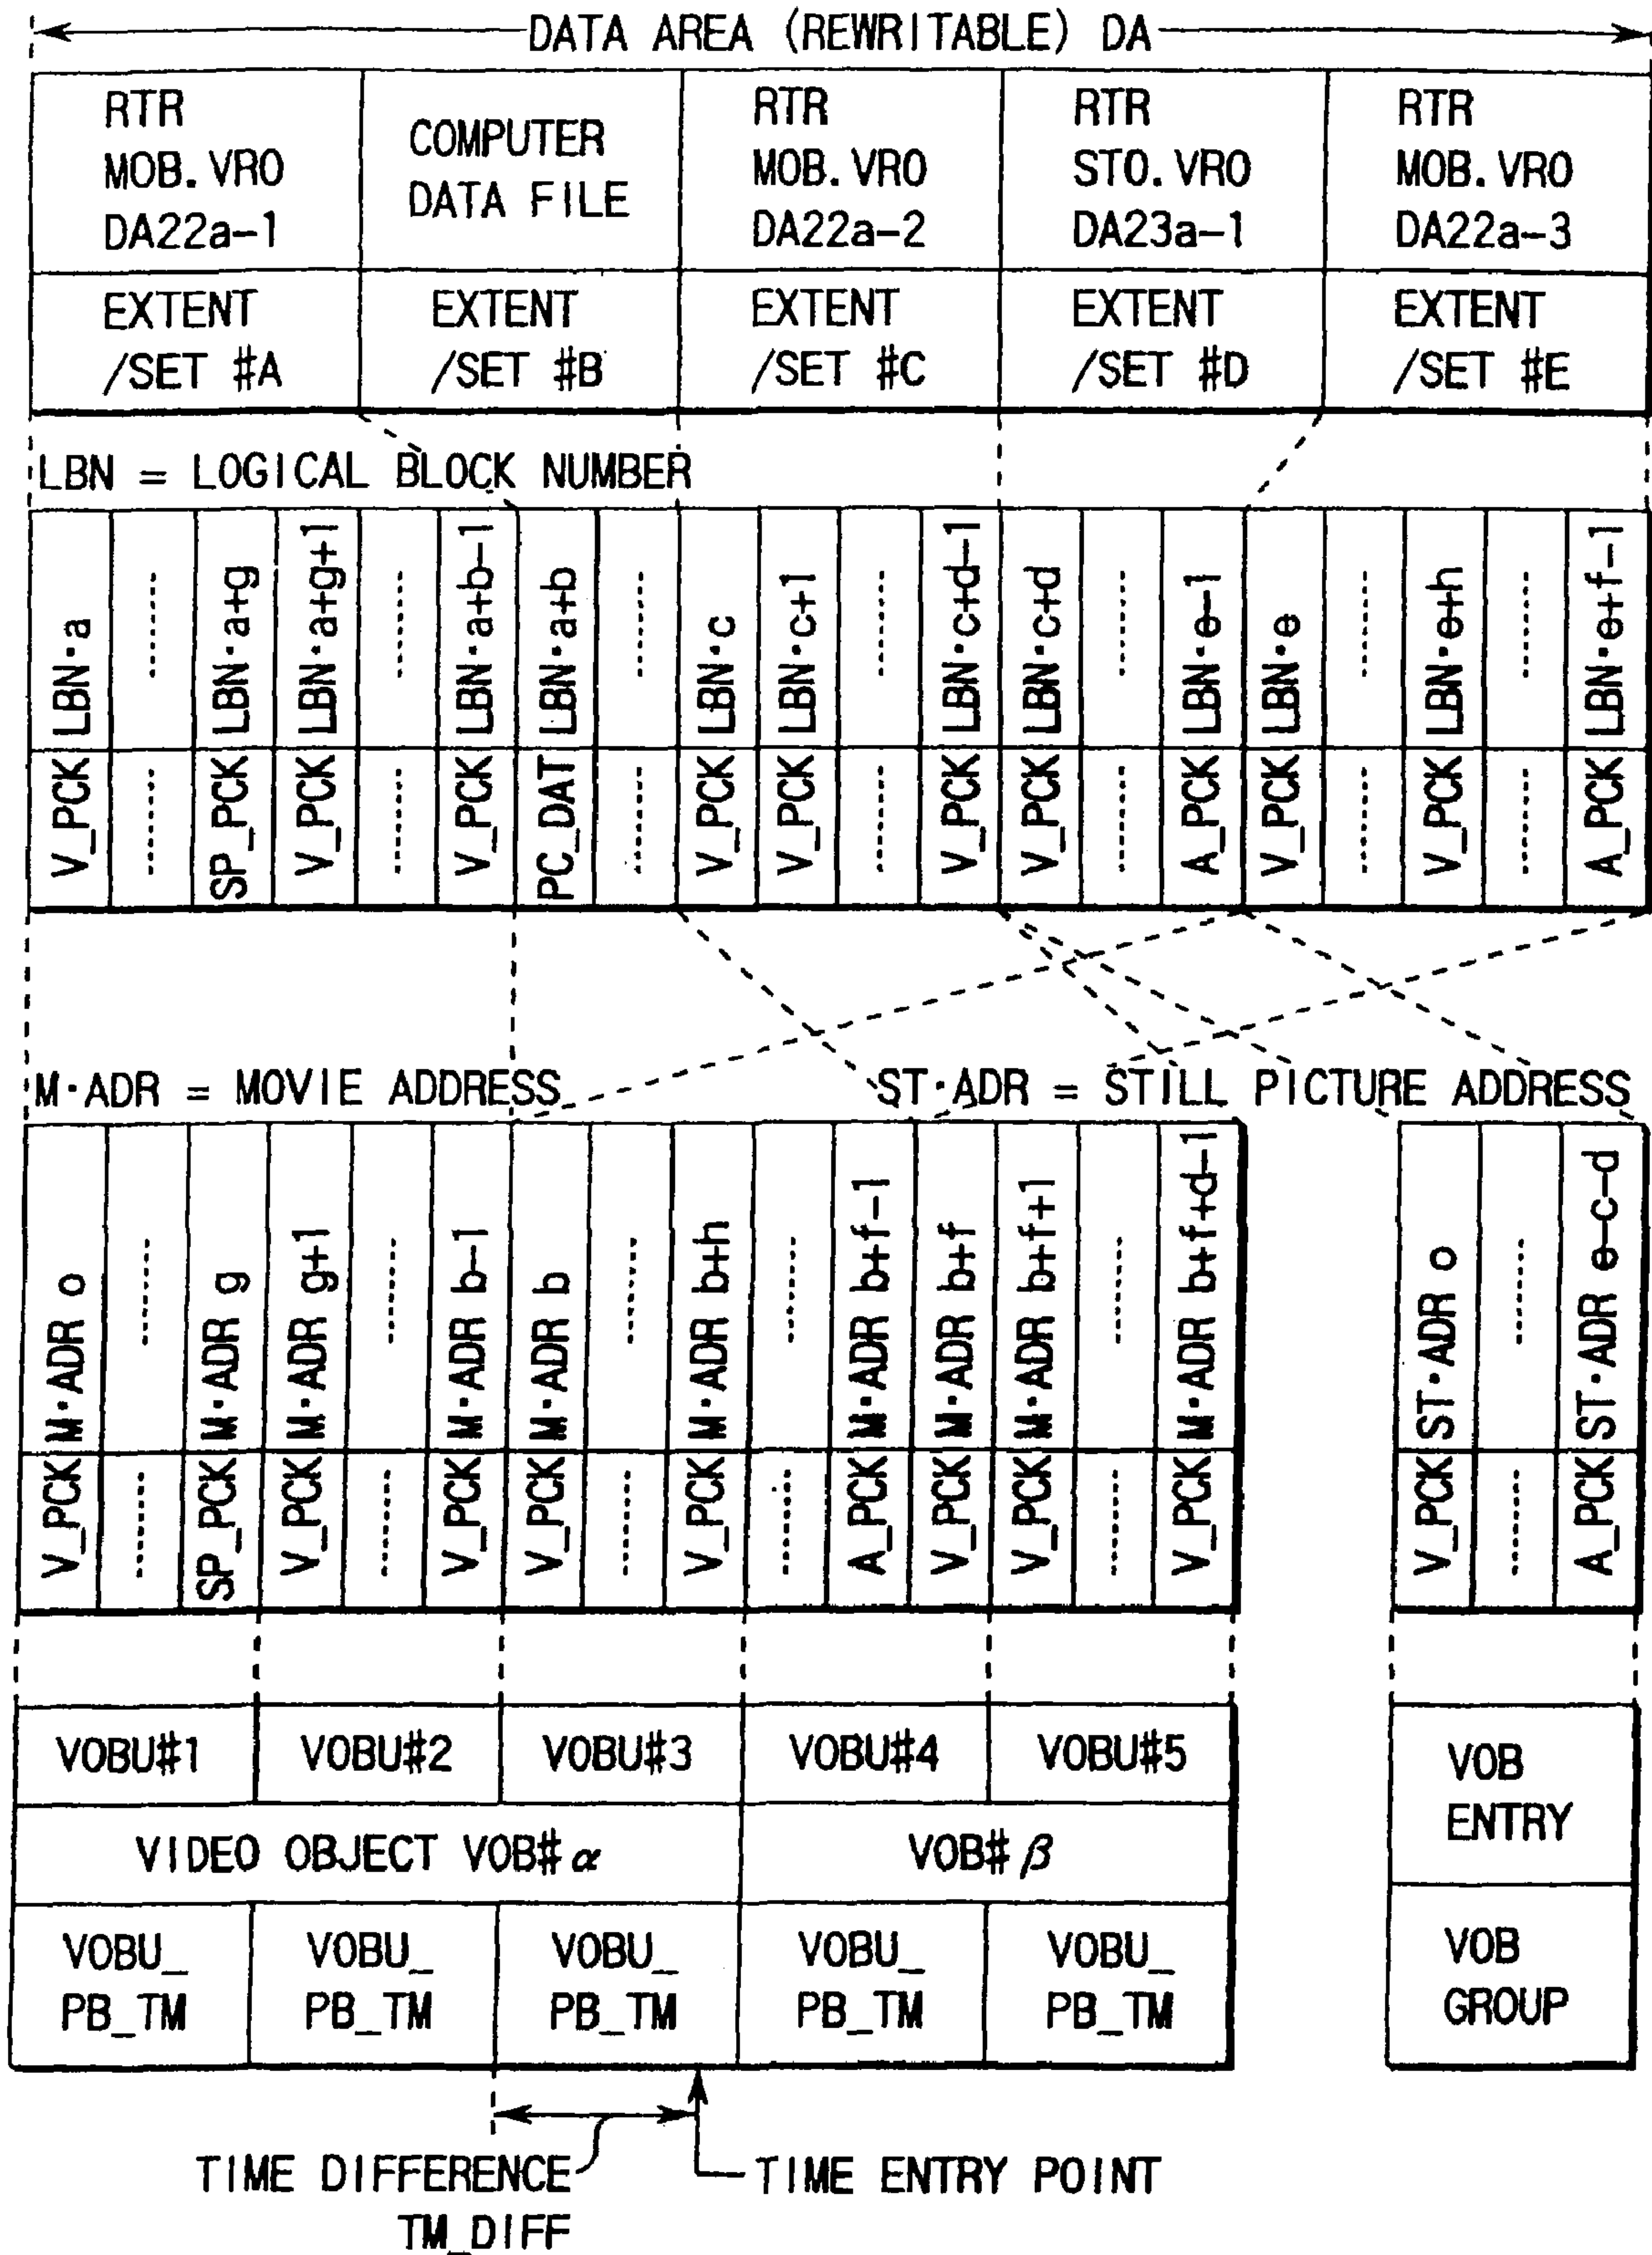 DATA AREA (REWRITABLE) DA
RTR
MOB.VRO
DA22a-1
COMPUTER
DATA FILE
RTR
MOB.VRO
DA22a-2
RTR
STO.VRO
DA23a-1
RTR
MOB.VRO
DA22a-3
EXTENT
/SET #A
EXTENT
/SET #B
EXTENT
/SET #C
EXTENT
/SET #D
EXTENT
/SET #E
LBN = LOGICAL BLOCK NUMBER
V_PCK LBN·a
SP_PCK LBN·a+g
V_PCK LBN·a+g+1
V_PCK LBN·a+b-1
PC_DAT LBN·a+b
V_PCK LBN·c
V_PCK LBN·c+1
V_PCK LBN·c+d-1
V_PCK LBN·c+d
A_PCK LBN·e-1
V_PCK LBN·e
V_PCK LBN·e+h
A_PCK LBN·e+f-1
M·ADR = MOVIE ADDRESS
ST·ADR = STILL PICTURE ADDRESS
V_PCK M·ADR o
SP_PCK M·ADR g
V_PCK M·ADR g+1
V_PCK M·ADR b-1
V_PCK M·ADR b
V_PCK M·ADR b+h
A_PCK M·ADR b+f-1
V_PCK M·ADR b+f
V_PCK M·ADR b+f+1
V_PCK M·ADR b+f+d-1
V_PCK ST·ADR o
A_PCK ST·ADR e-c-d
VOBU#1
VOBU#2
VOBU#3
VOBU#4
VOBU#5
VOB
ENTRY
VIDEO OBJECT VOB#α
VOB#β
VOBU_
PB_TM
VOBU_
PB_TM
VOBU_
PB_TM
VOBU_
PB_TM
VOBU_
PB_TM
VOB
GROUP
TIME DIFFERENCE
TM_DIFF
TIME ENTRY POINT